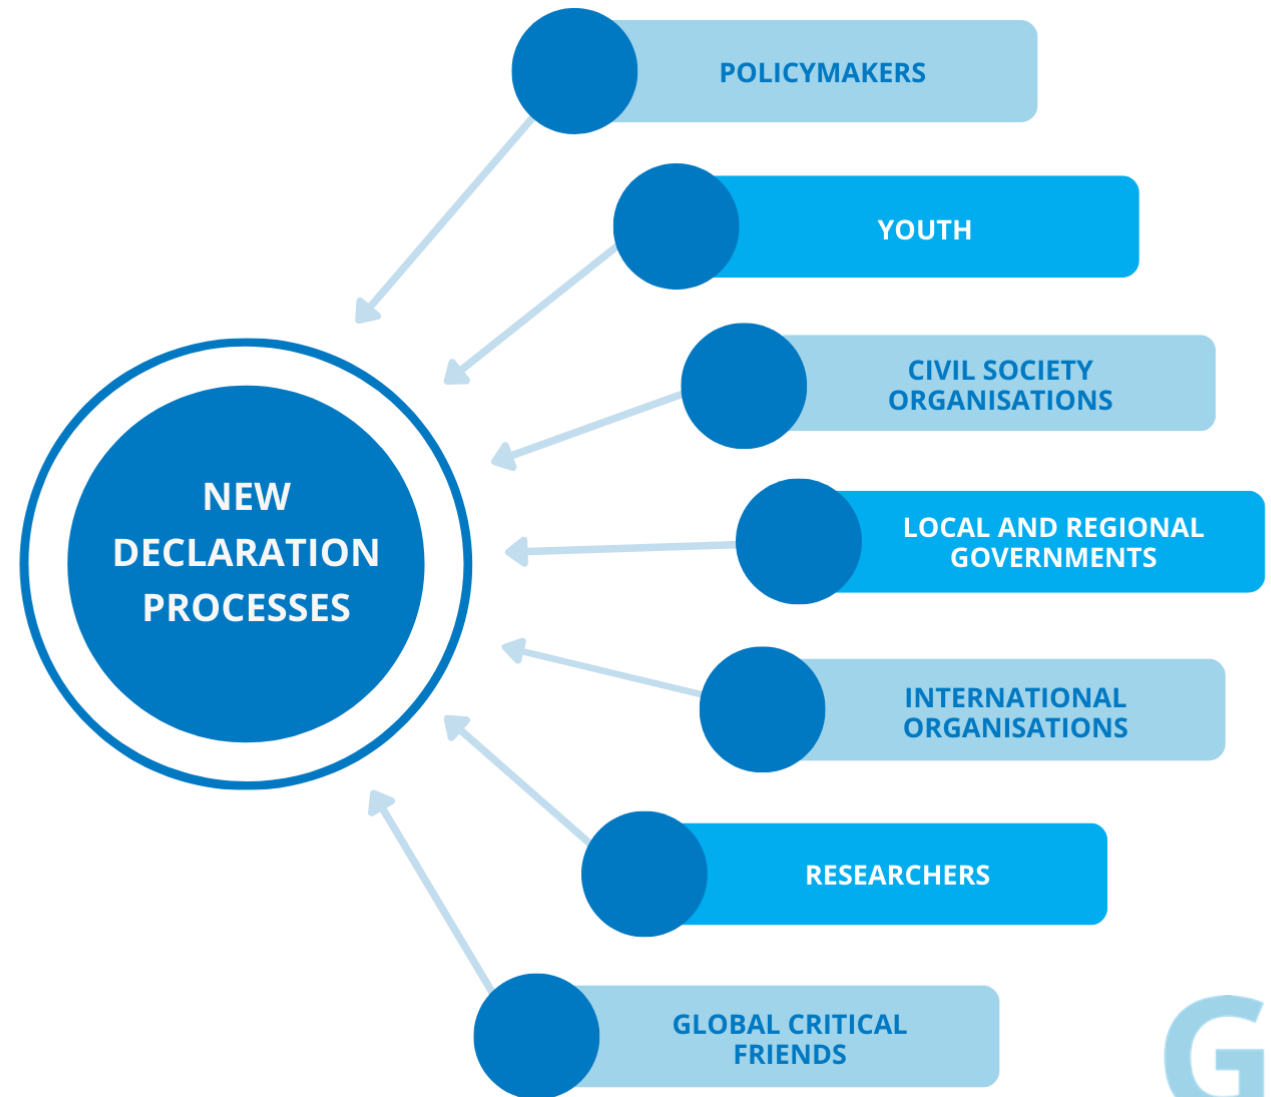 POLICYMAKERS
YOUTH
CIVIL SOCIETY
ORGANISATIONS
LOCAL AND REGIONAL
GOVERNMENTS
NEW
DECLARATION
PROCESSES
INTERNATIONAL
ORGANISATIONS
RESEARCHERS
GLOBAL CRITICAL
FRIENDS
G